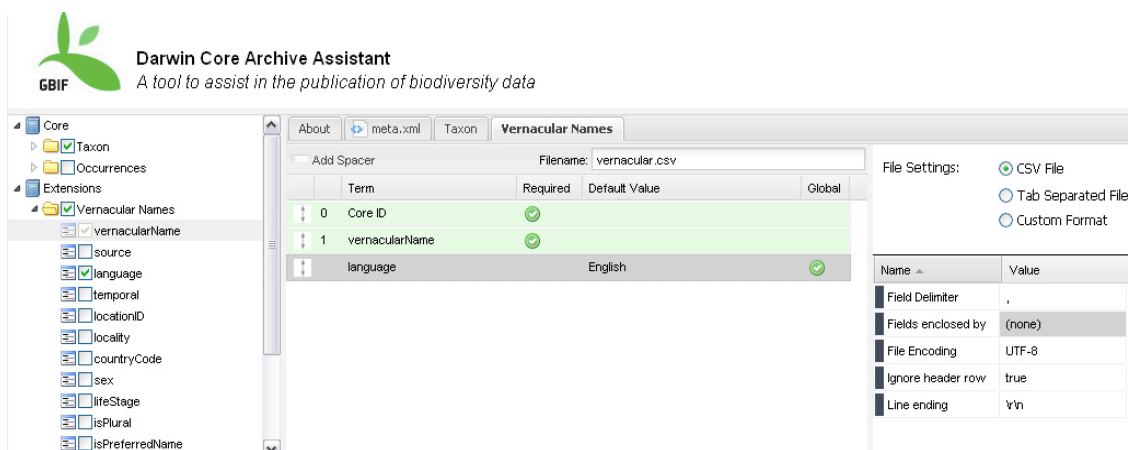 GBIF
Darwin Core Archive Assistant
A tool to assist in the publication of biodiversity data
Core
Taxon
Occurrences
Extensions
Vernacular Names
vernacularName
source
language
temporal
locationID
locality
countryCode
sex
lifeStage
isPlural
isPreferredName
About meta.xml Taxon Vernacular Names
Add Spacer Filename: vernacular.csv
Term Required Default Value Global
0 Core ID
1 vernacularName
language English
File Settings: CSV File
Tab Separated File
Custom Format
Name Value
Field Delimiter ,
Fields enclosed by (none)
File Encoding UTF-8
Ignore header row true
Line ending \r\n